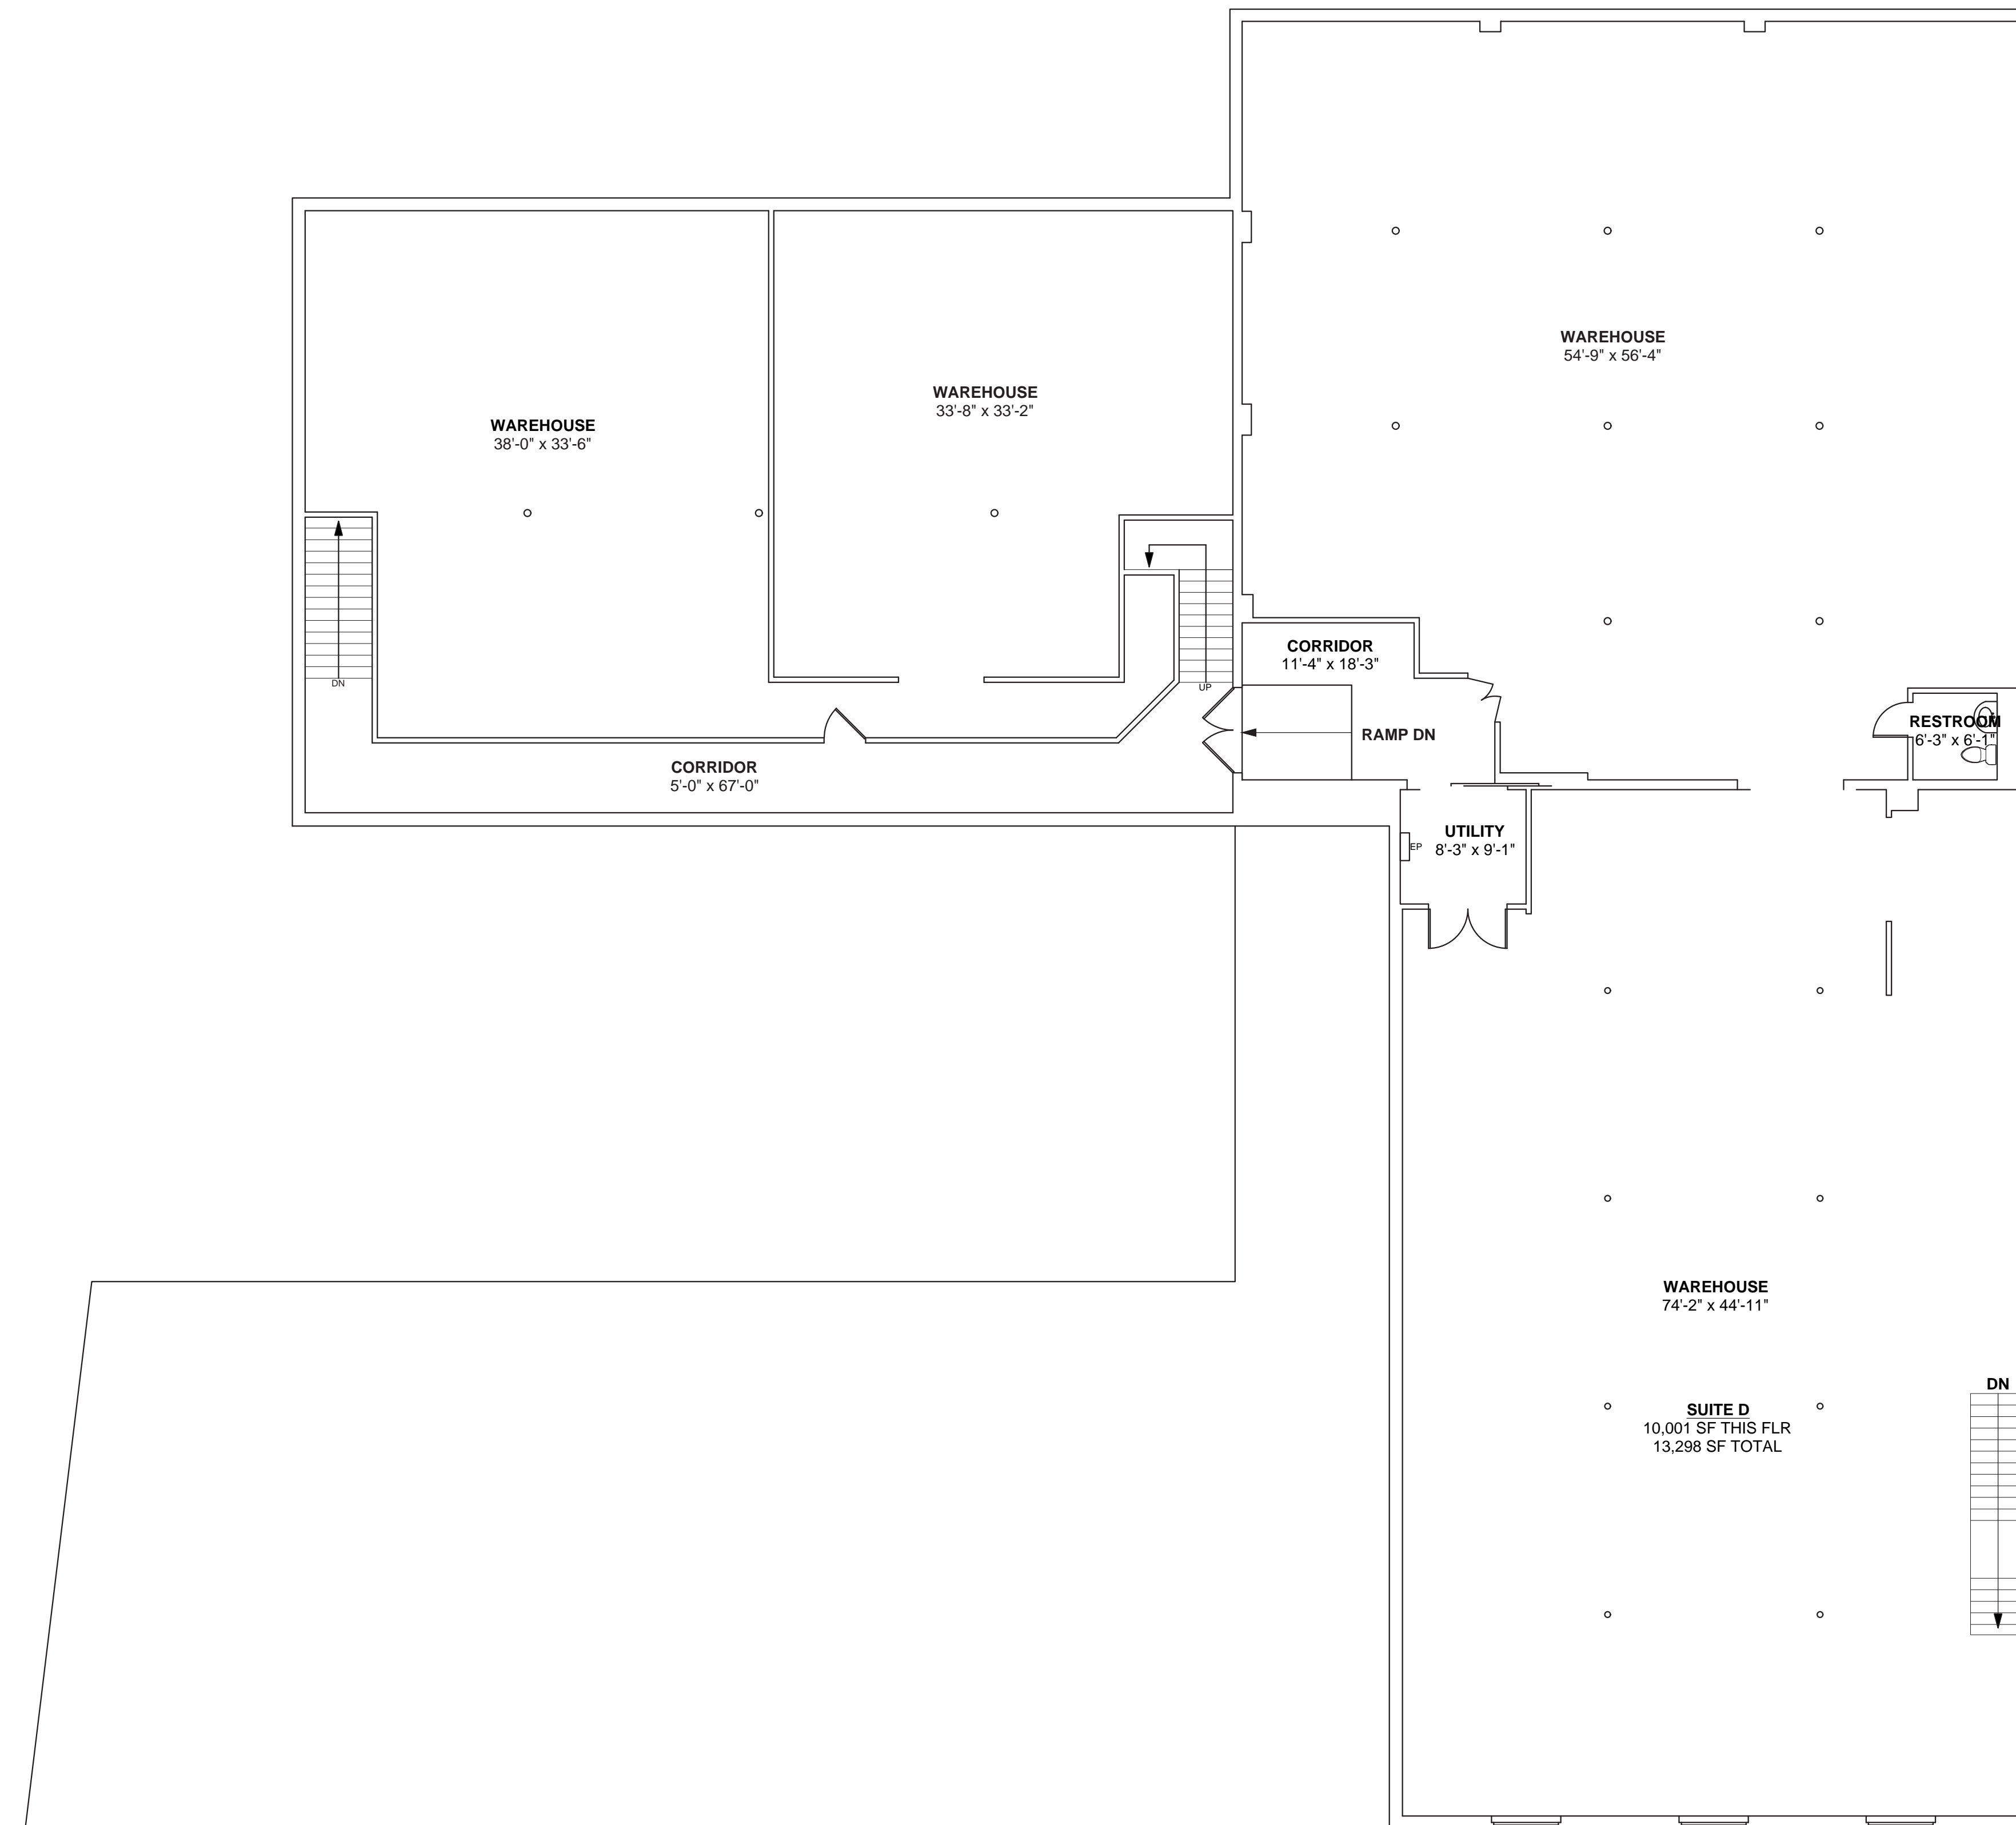 WAREHOUSE
54'-9" x 56'-4"
WAREHOUSE
33'-8" x 33'-2"
WAREHOUSE
38'-0" x 33'-6"
DN
UP
CORRIDOR
11'-4" x 18'-3"
RAMP DN
RESTROOM
6'-3" x 6'-1"
CORRIDOR
5'-0" x 67'-0"
UTILITY
8'-3" x 9'-1"
EP
WAREHOUSE
74'-2" x 44'-11"
DN
SUITE D
10,001 SF THIS FLR
13,298 SF TOTAL